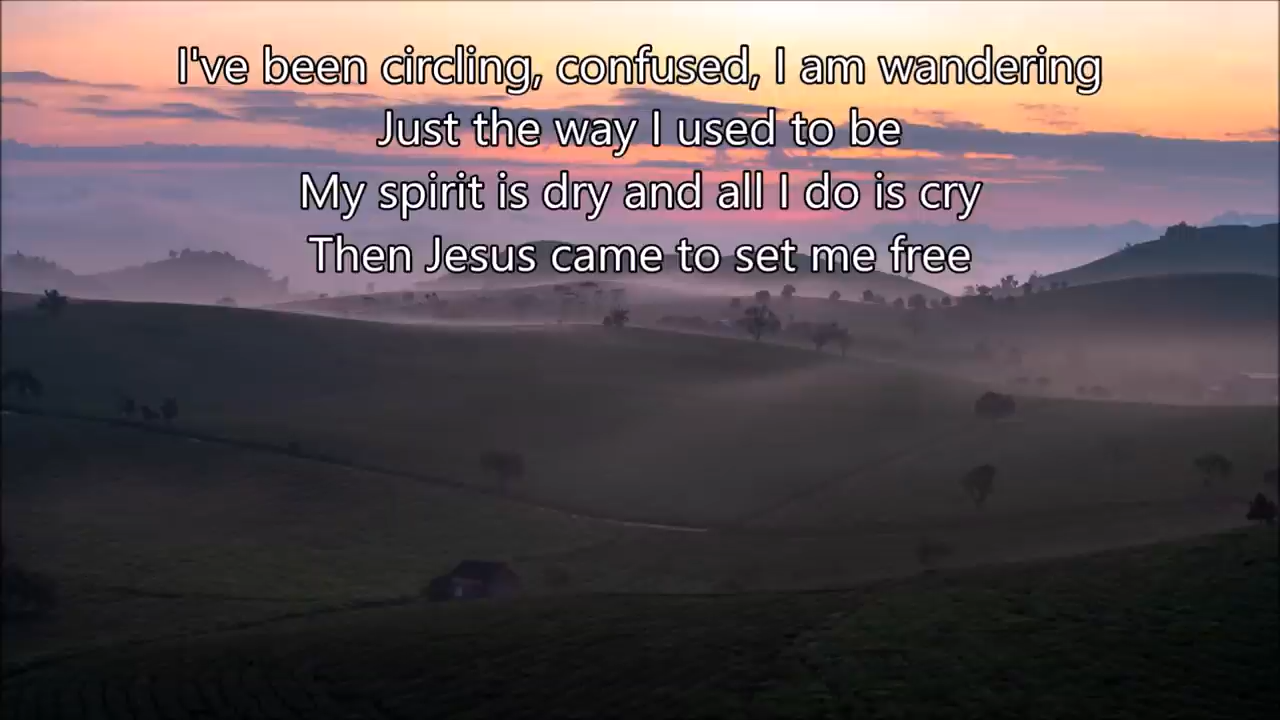 I've been circling, confused, I am wandering
Just the way I used to be
My spirit is dry and all I do is cry
Then Jesus came to set me free